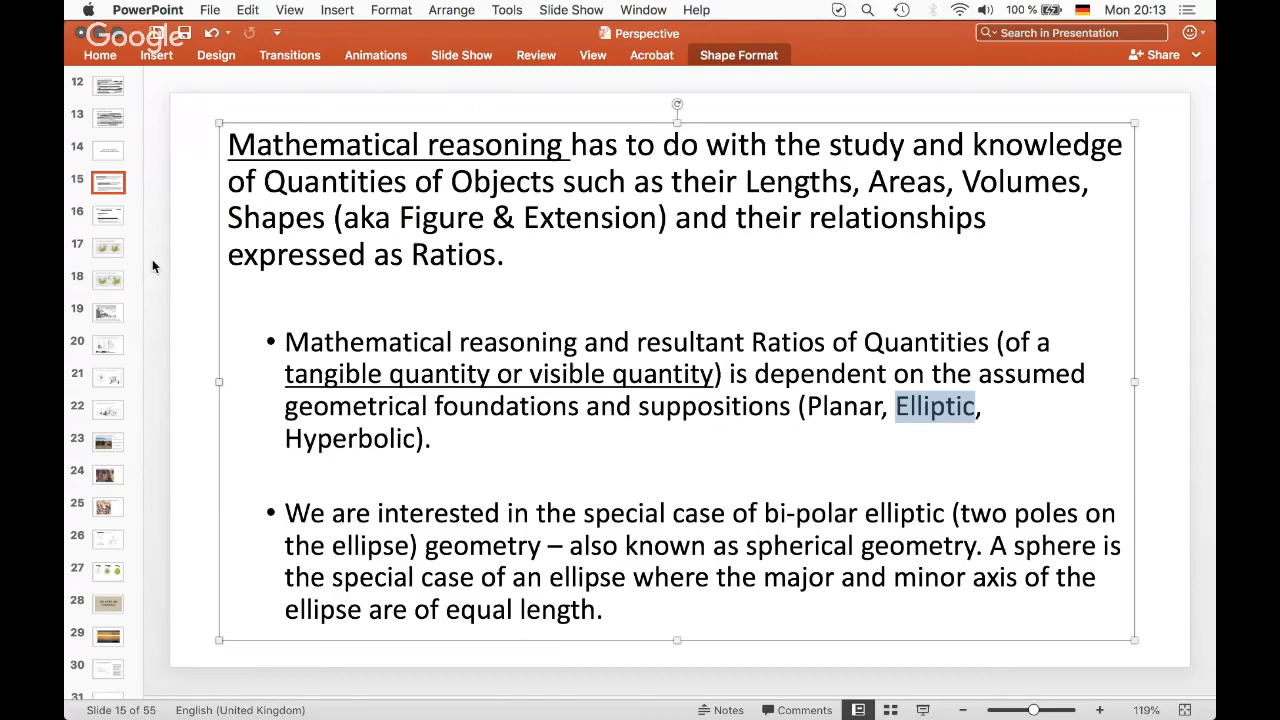 PowerPoint File Edit View Insert Format Arrange Tools Slide Show Window Help 100 % Mon 20:13
Google
Perspective
Search in Presentation
Home Insert Design Transitions Animations Slide Show Review View Acrobat Shape Format Share
12
13
14
15
16
17
18
19
20
21
22
23
24
25
26
27
28
29
30
31
Mathematical reasoning has to do with the study and knowledge
of Quantities of Objects such as their Lengths, Areas, Volumes,
Shapes (aka Figure & Extension) and their relationships
expressed as Ratios.
• Mathematical reasoning and resultant Ratios of Quantities (of a
tangible quantity or visible quantity) is dependent on the assumed
geometrical foundations and suppositions (Planar, Elliptic,
Hyperbolic).
• We are interested in the special case of bi-polar elliptic (two poles on
the ellipse) geometry – also known as spherical geometry. A sphere is
the special case of an ellipse where the major and minor axis of the
ellipse are of equal length.
Slide 15 of 55 English (United Kingdom) Notes Comments 119%